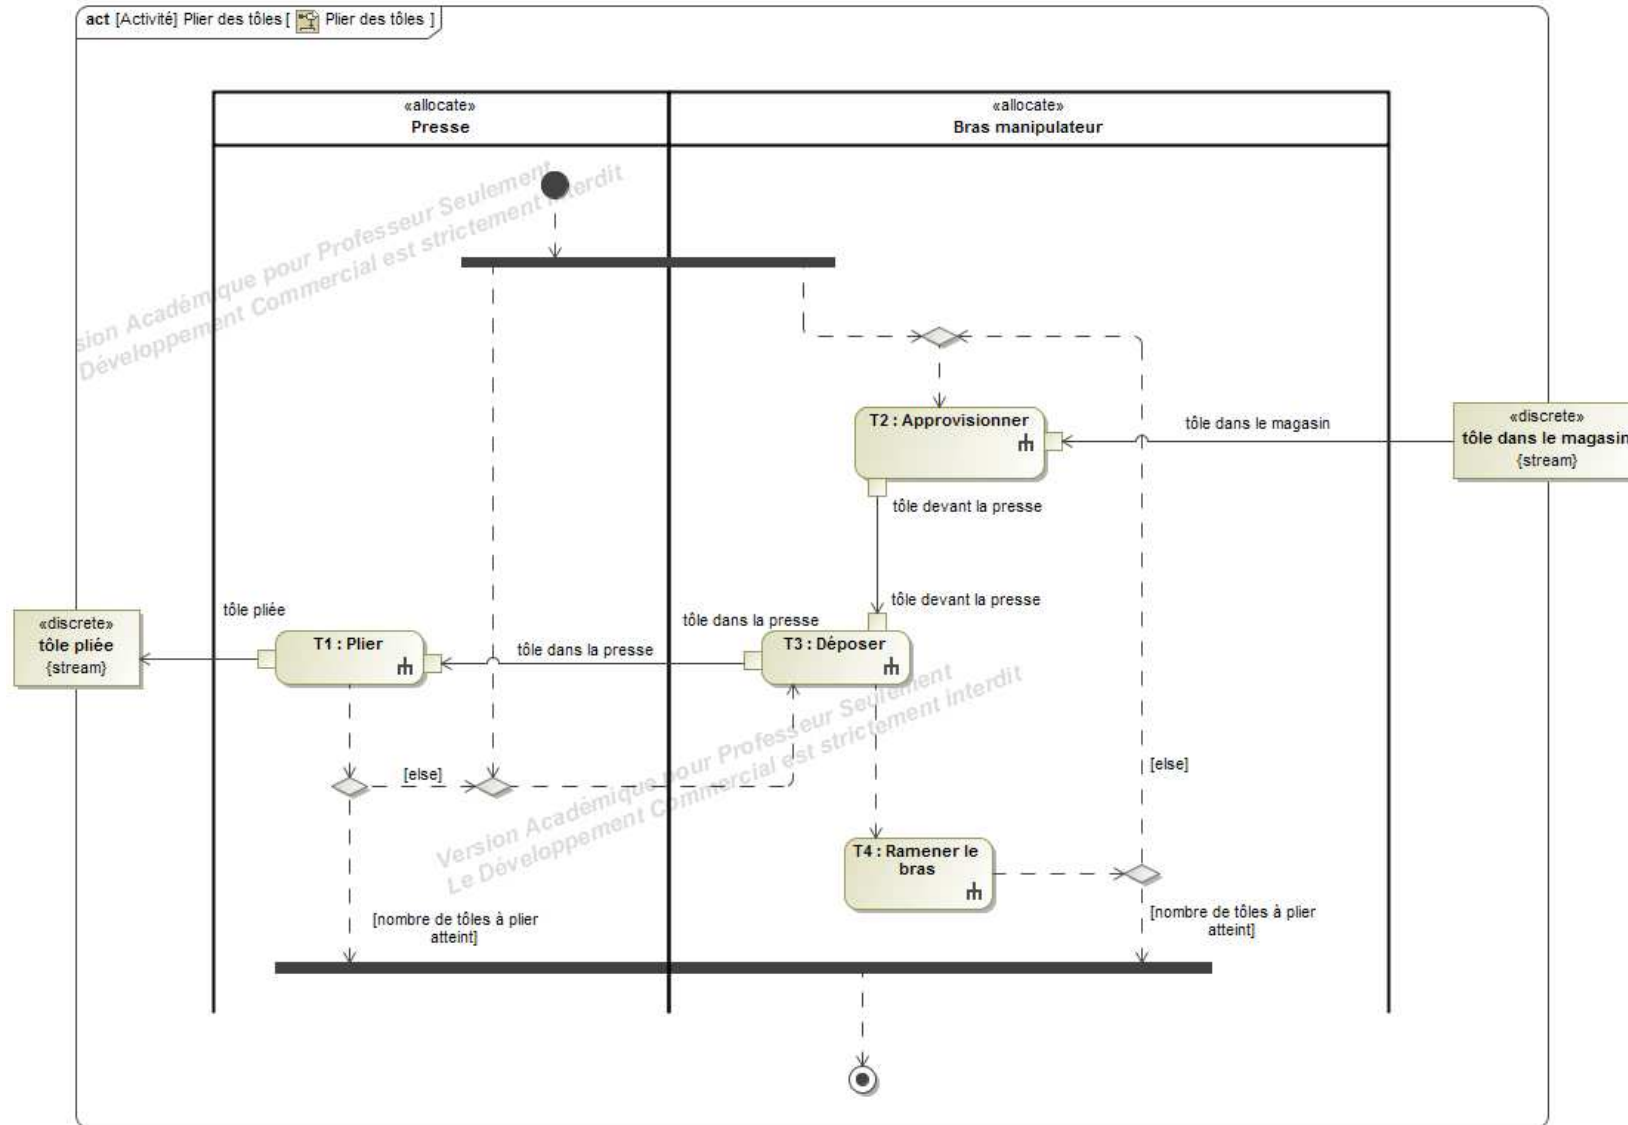 act [Activité] Plier des tôles [ Plier des tôles ]
«allocate»
Presse
«allocate»
Bras manipulateur
Version Académique pour Professeur Seulement
Développement Commercial est strictement interdit
T2 : Approvisionner
tôle dans le magasin
«discrete»
tôle dans le magasin
{stream}
tôle devant la presse
tôle devant la presse
tôle pliée
«discrete»
tôle pliée
{stream}
T1 : Plier
tôle dans la presse
tôle dans la presse
T3 : Déposer
Version Académique pour Professeur Seulement
Le Développement Commercial est strictement interdit
[else]
[else]
T4 : Ramener le
bras
[nombre de tôles à plier
atteint]
[nombre de tôles à plier
atteint]